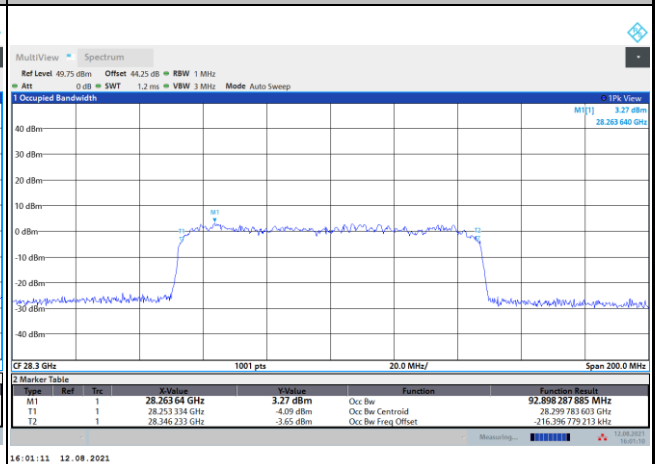 MultiView Spectrum
Ref Level 49.75 dBm Offset 44.25 dB RBW 1 MHz
Att 0 dB SWT 1.2 ms VBW 3 MHz Mode Auto Sweep
1 Occupied Bandwidth 1Pk View
M1[1] 3.27 dBm
28.263 640 GHz
40 dBm
30 dBm
20 dBm
10 dBm
M1
0 dBm T1 T2
-10 dBm
-20 dBm
-30 dBm
-40 dBm
CF 28.3 GHz 1001 pts 20.0 MHz/ Span 200.0 MHz
2 Marker Table
Type Ref Trc X-Value Y-Value Function Function Result
M1 1 28.263 64 GHz 3.27 dBm Occ Bw 92.898 287 885 MHz
T1 1 28.253 334 GHz -4.09 dBm Occ Bw Centroid 28.299 783 603 GHz
T2 1 28.346 233 GHz -3.65 dBm Occ Bw Freq Offset -216.396 779 213 kHz
Measuring... 12.08.2021
16:01:10
16:01:11 12.08.2021